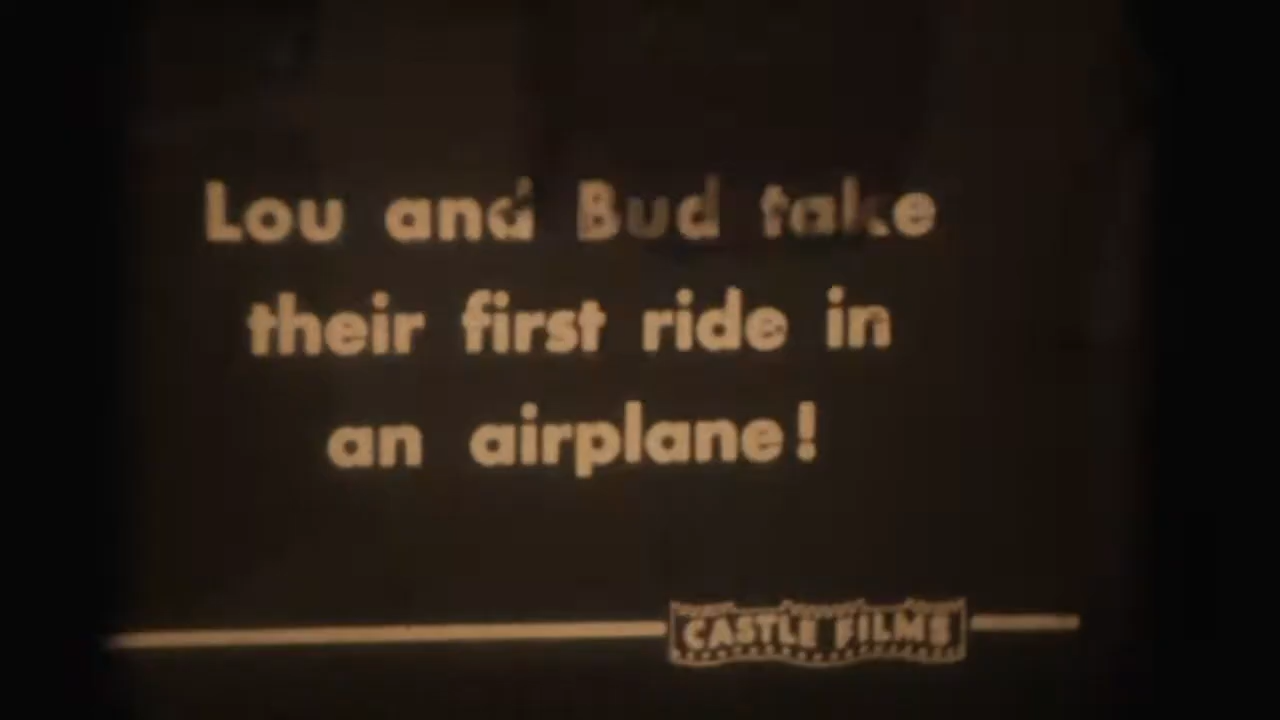 Lou and Bud take
their first ride in
an airplane!
CASTLE FILMS